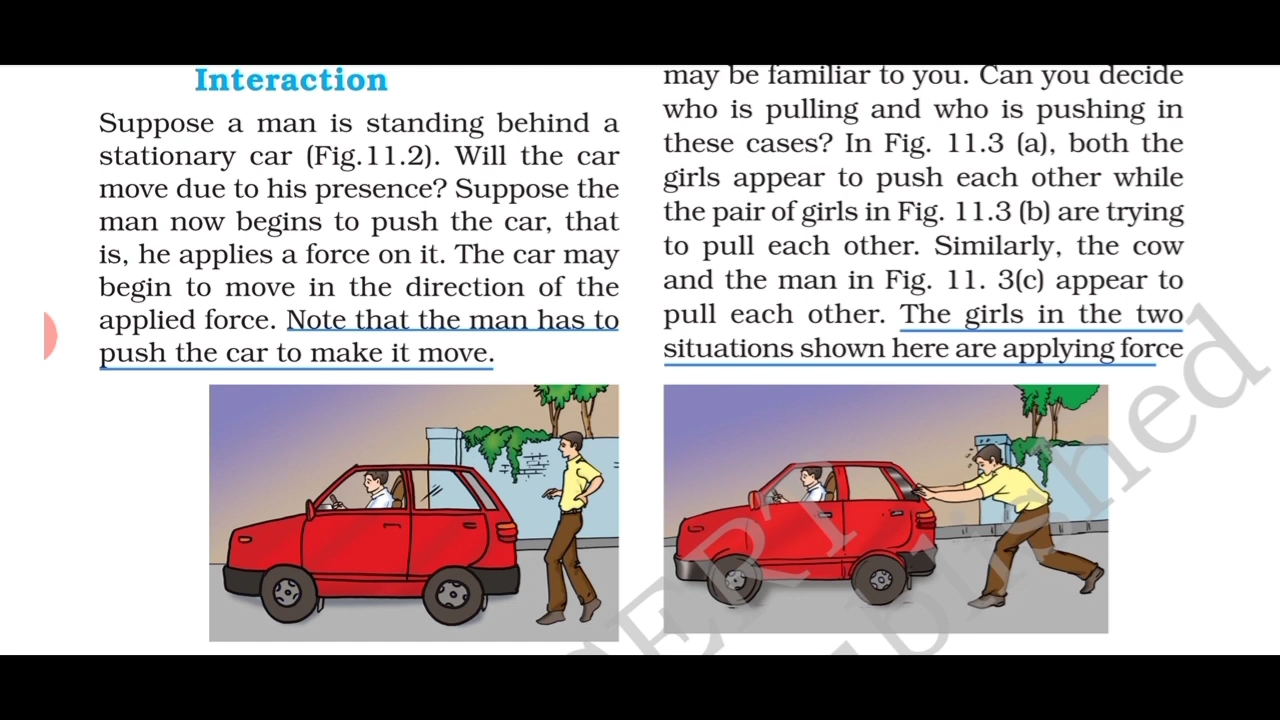 Interaction
Suppose a man is standing behind a
stationary car (Fig.11.2). Will the car
move due to his presence? Suppose the
man now begins to push the car, that
is, he applies a force on it. The car may
begin to move in the direction of the
applied force. Note that the man has to
push the car to make it move.
may be familiar to you. Can you decide
who is pulling and who is pushing in
these cases? In Fig. 11.3 (a), both the
girls appear to push each other while
the pair of girls in Fig. 11.3 (b) are trying
to pull each other. Similarly, the cow
and the man in Fig. 11. 3(c) appear to
pull each other. The girls in the two
situations shown here are applying force